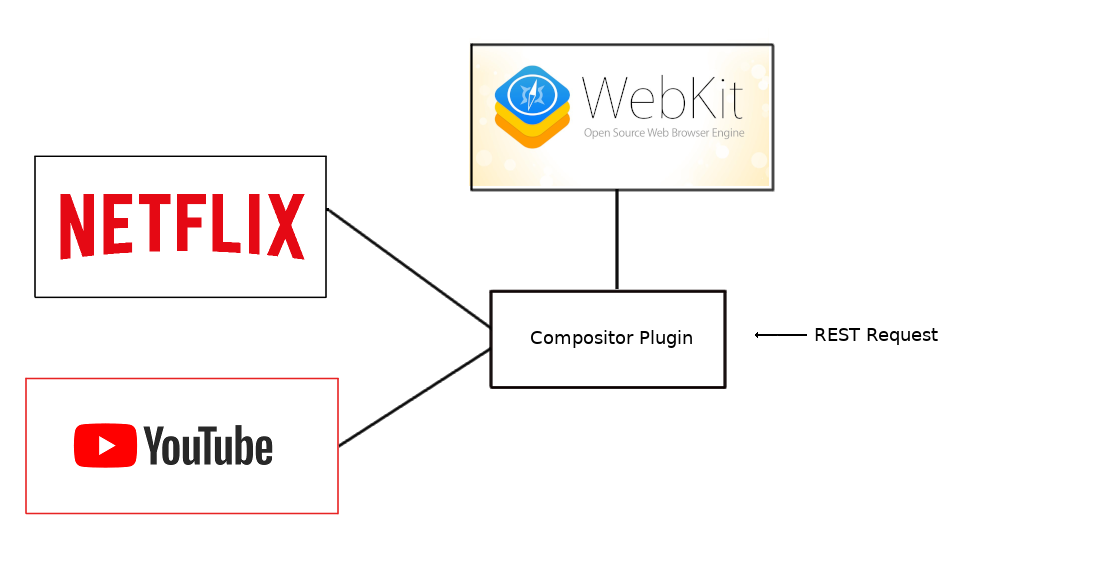 WebKit
Open Source Web Browser Engine
NETFLIX
Compositor Plugin
REST Request
YouTube